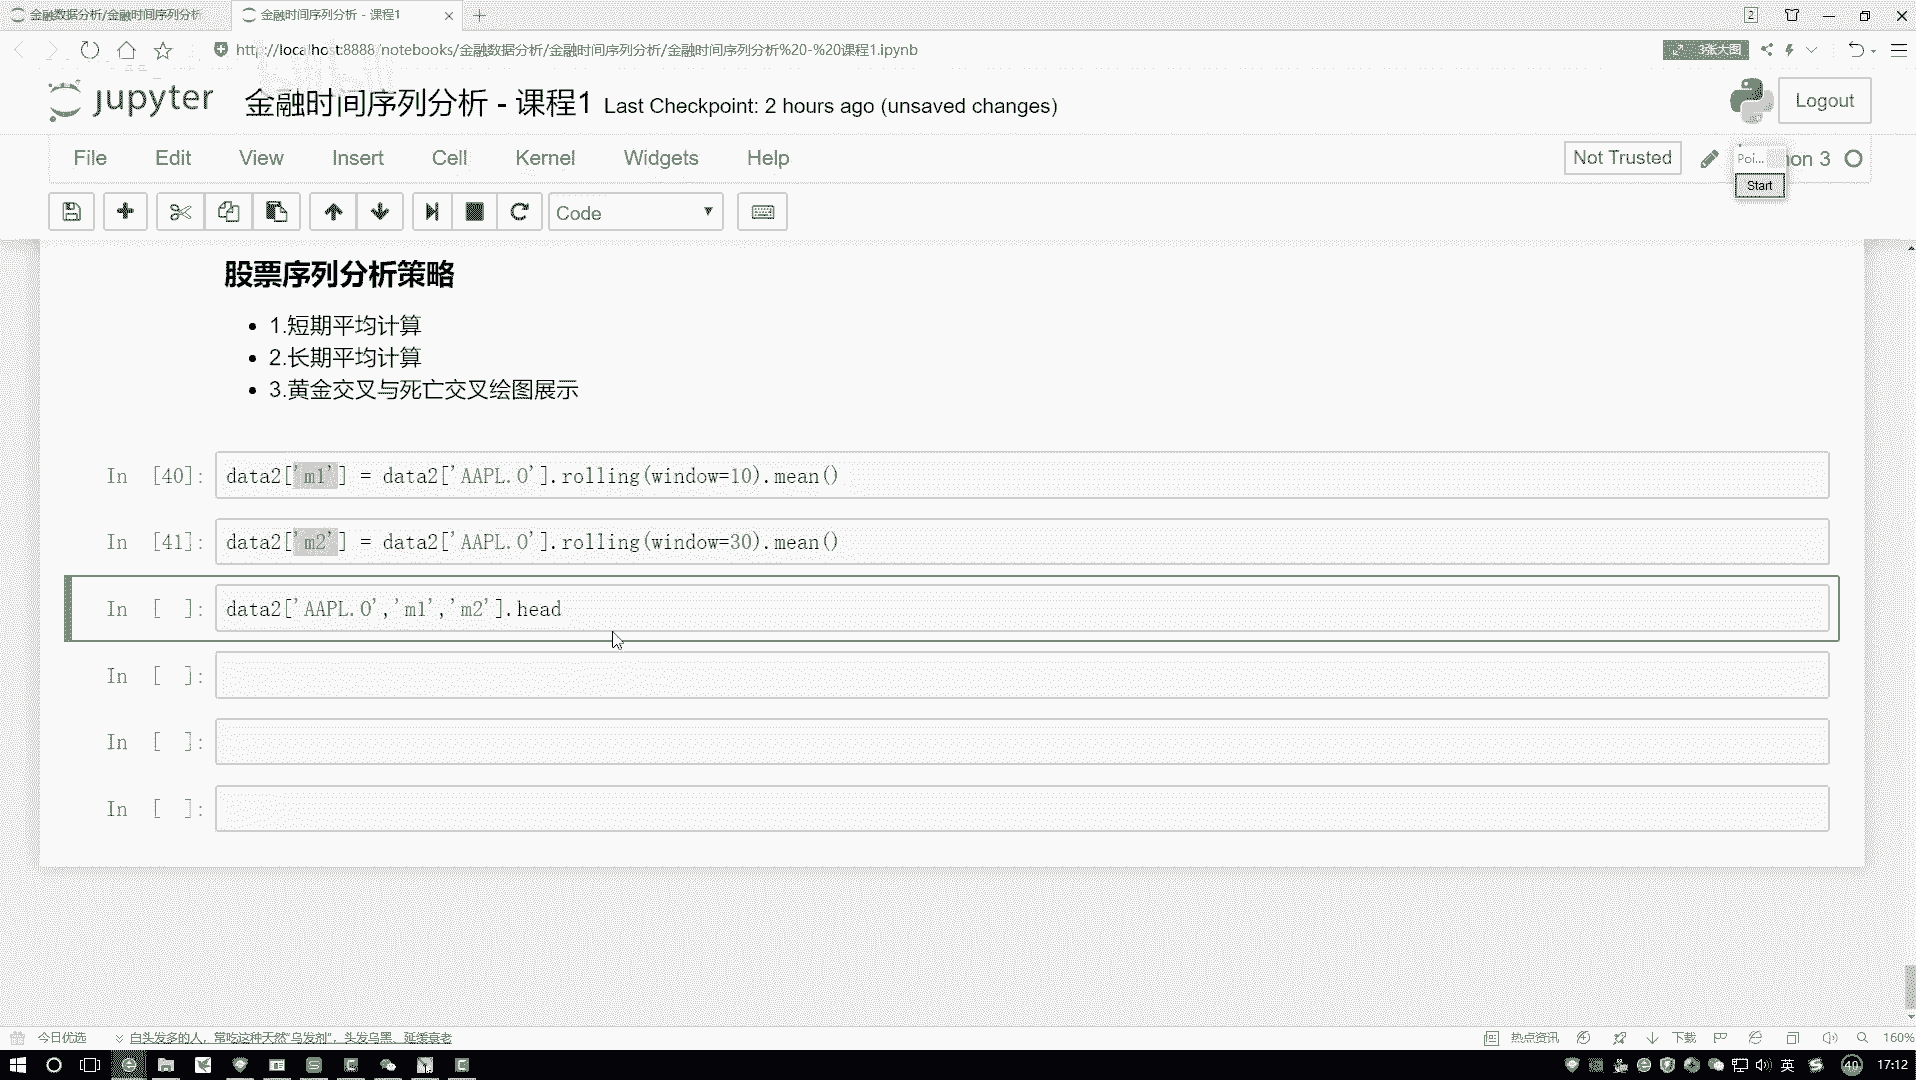 金融数据分析/金融时间序列分析
金融时间序列分析 - 课程1
2
http://localhost:8888/notebooks/金融数据分析/金融时间序列分析/金融时间序列分析%20-%20课程1.ipynb
3张大图
jupyter 金融时间序列分析 - 课程1 Last Checkpoint: 2 hours ago (unsaved changes)
Logout
File Edit View Insert Cell Kernel Widgets Help
Not Trusted
Poi... on 3
Start
Code
股票序列分析策略
• 1.短期平均计算
• 2.长期平均计算
• 3.黄金交叉与死亡交叉绘图展示
In [40]: data2['m1'] = data2['AAPL.O'].rolling(window=10).mean()
In [41]: data2['m2'] = data2['AAPL.O'].rolling(window=30).mean()
In [ ]: data2['AAPL.O','m1','m2'].head
In [ ]:
In [ ]:
In [ ]:
今日优选
白头发多的人，常吃这种天然“乌发剂”，头发乌黑、延缓衰老
热点资讯
下载
160%
英
40
17:12